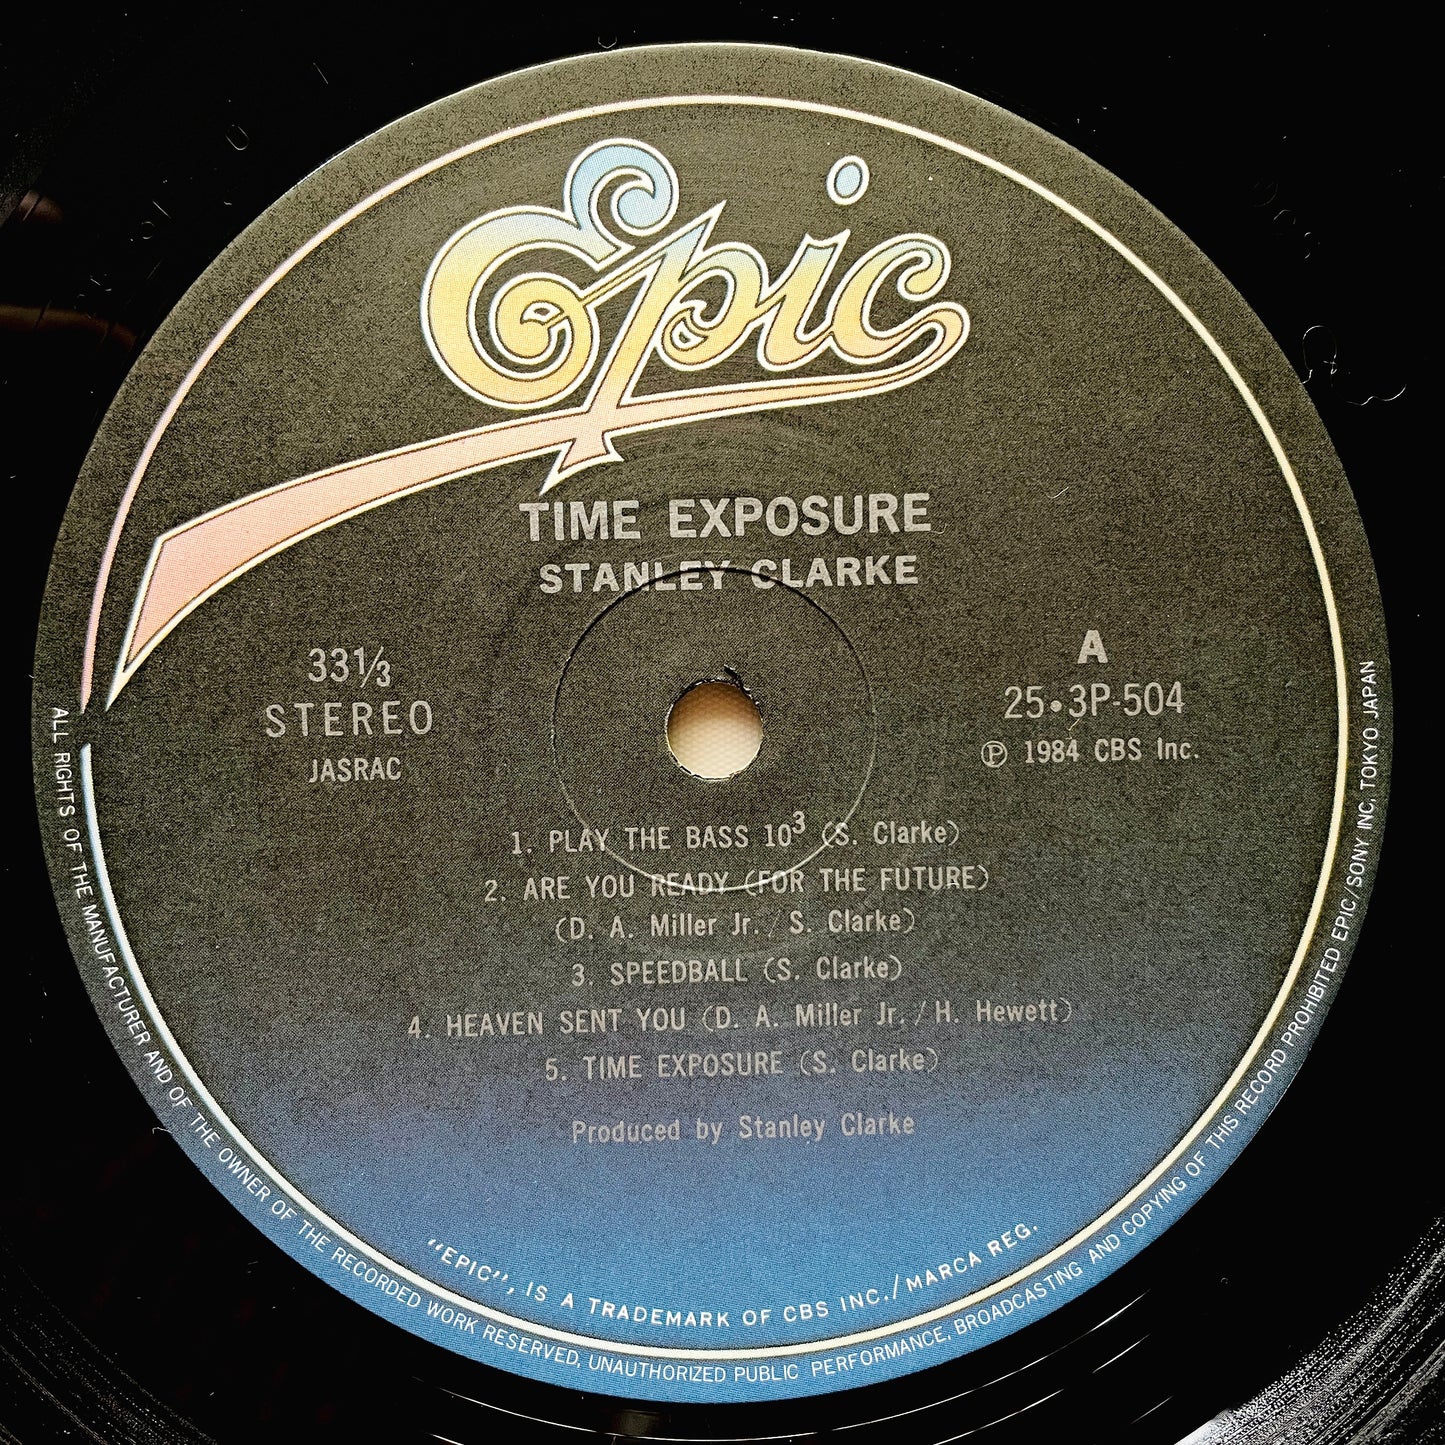 Epic
TIME EXPOSURE
STANLEY CLARKE
33⅓
STEREO
JASRAC
A
25•3P-504
℗ 1984 CBS Inc.
1. PLAY THE BASS 10³ (S. Clarke)
2. ARE YOU READY (FOR THE FUTURE)
(D. A. Miller Jr. / S. Clarke)
3. SPEEDBALL (S. Clarke)
4. HEAVEN SENT YOU (D. A. Miller Jr. / H. Hewett)
5. TIME EXPOSURE (S. Clarke)
Produced by Stanley Clarke
"EPIC", IS A TRADEMARK OF CBS INC./MARCA REG.
ALL RIGHTS OF THE MANUFACTURER AND OF THE OWNER OF THE RECORDED WORK RESERVED, UNAUTHORIZED PUBLIC PERFORMANCE, BROADCASTING AND COPYING OF THIS RECORD PROHIBITED EPIC/SONY INC, TOKYO JAPAN